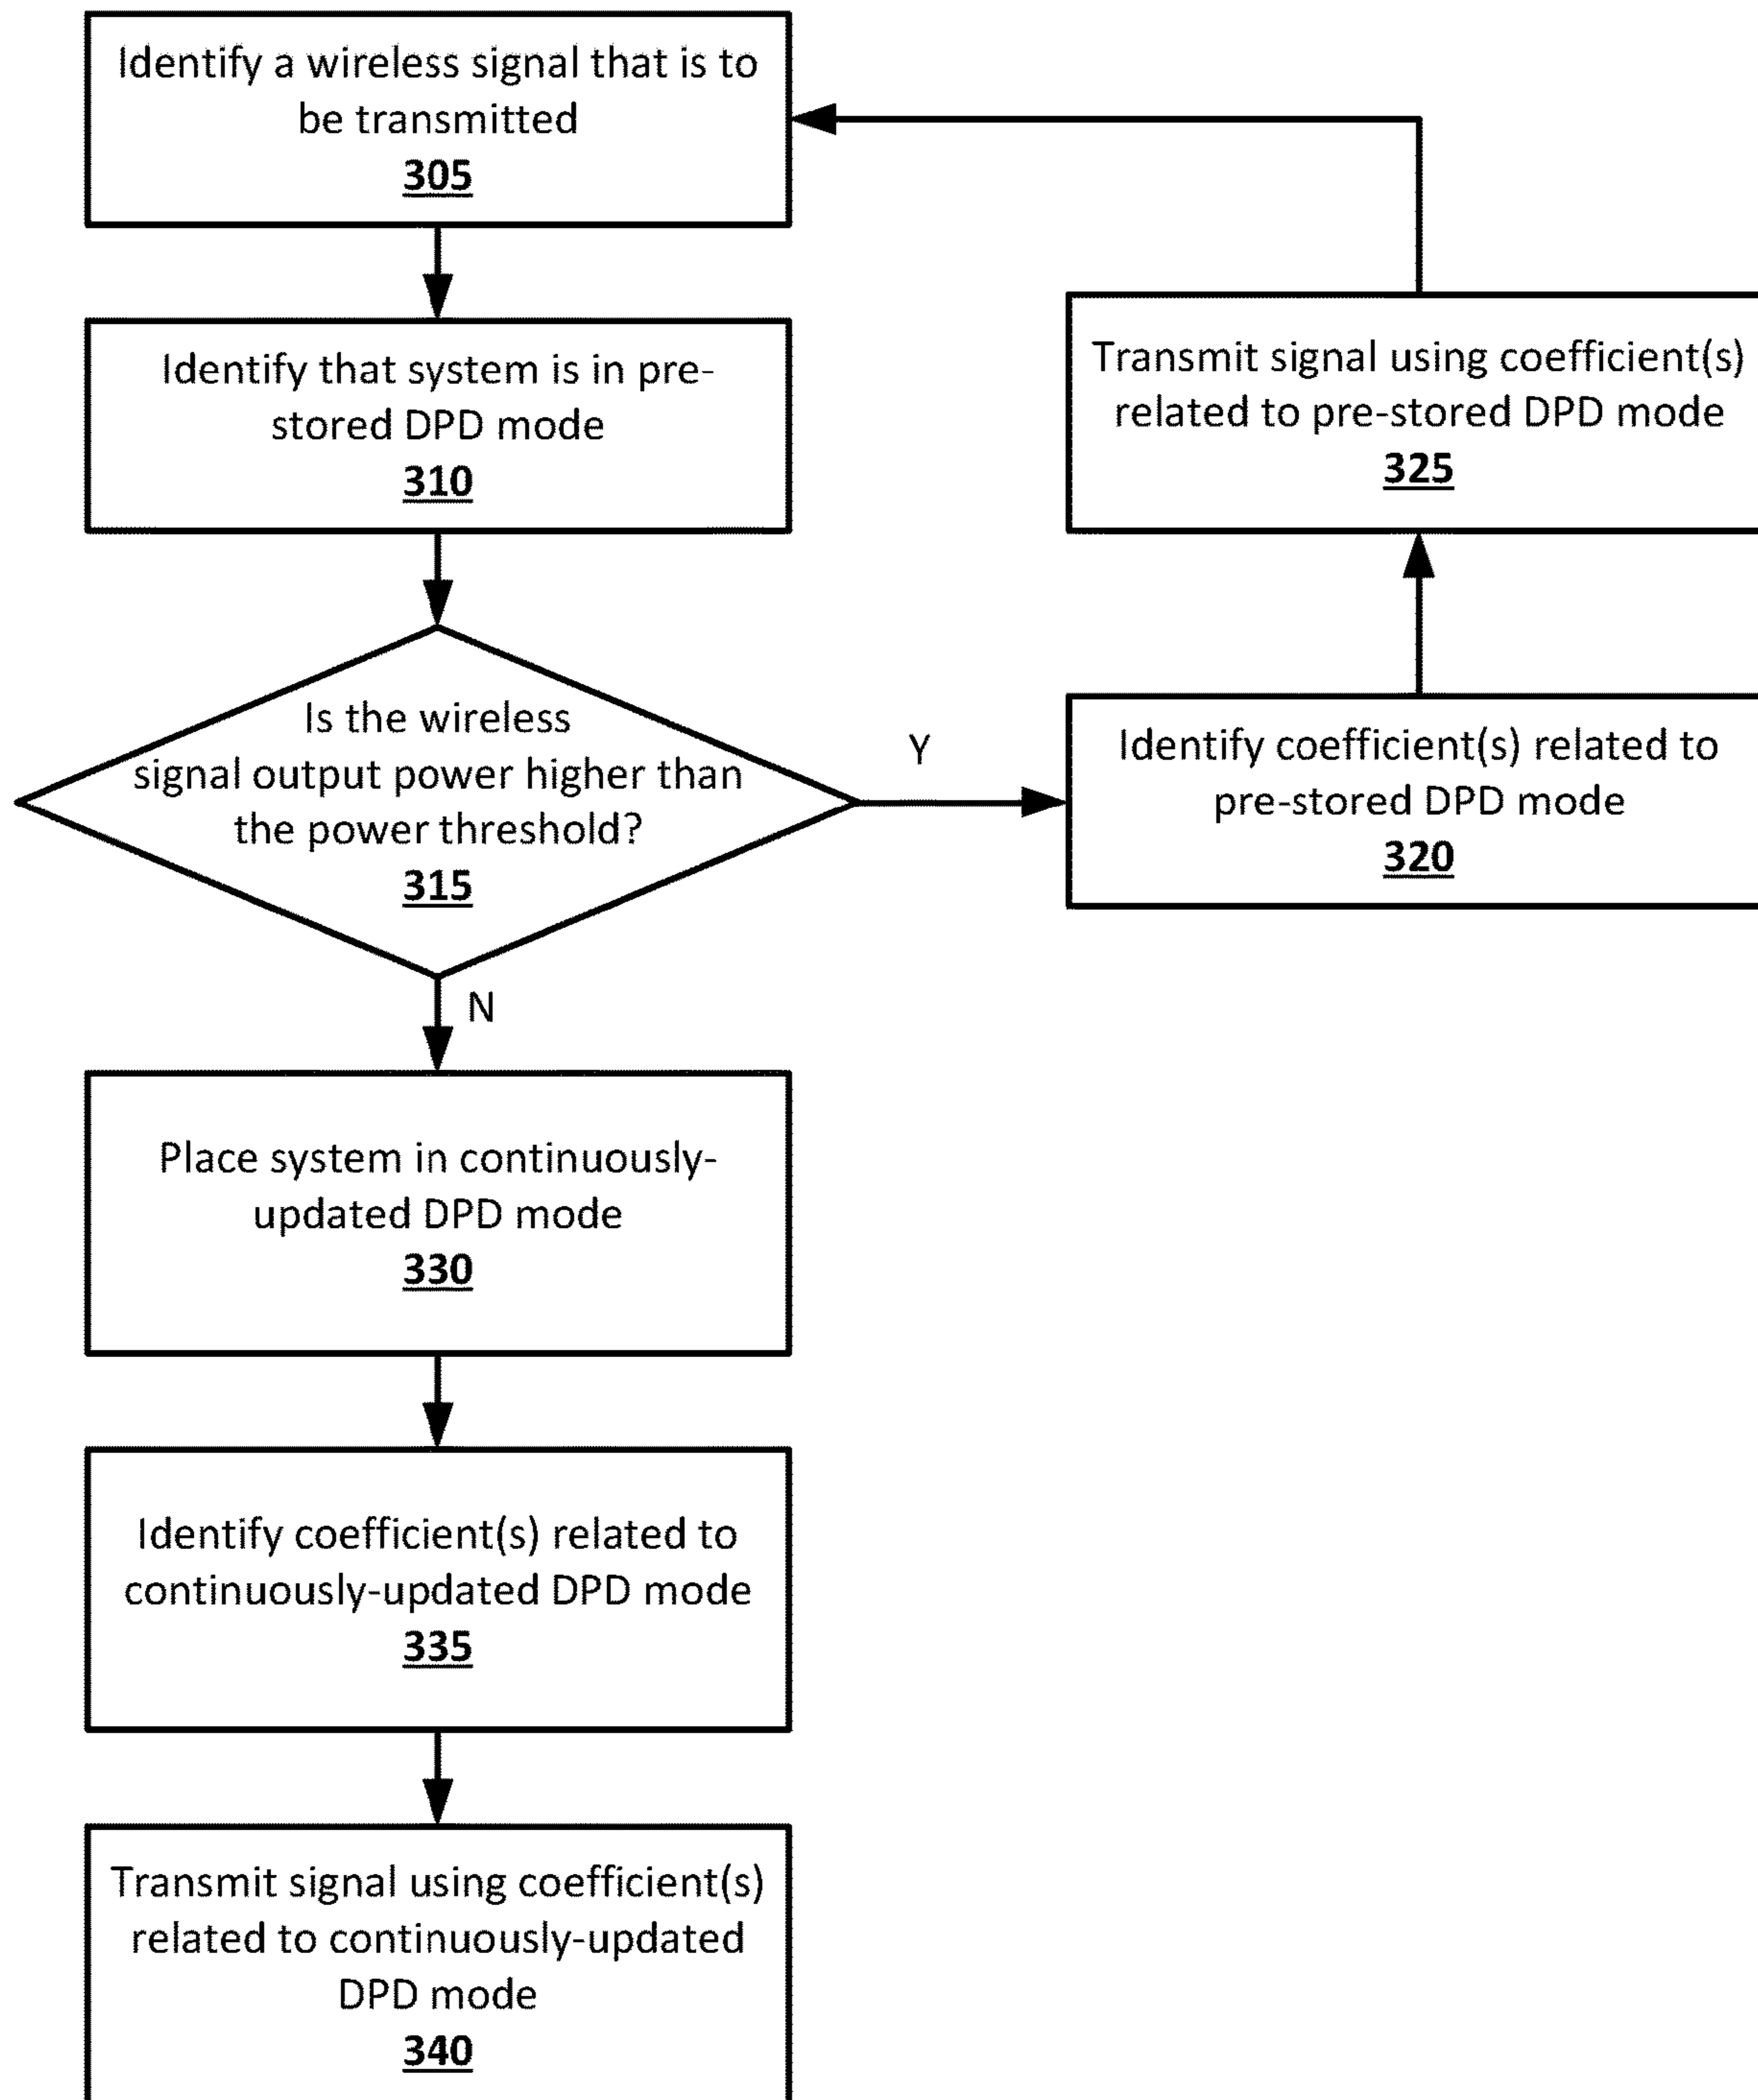 Identify a wireless signal that is to
be transmitted
305
Identify that system is in pre-
stored DPD mode
310
Is the wireless
signal output power higher than
the power threshold?
315
Y
Identify coefficient(s) related to
pre-stored DPD mode
320
Transmit signal using coefficient(s)
related to pre-stored DPD mode
325
N
Place system in continuously-
updated DPD mode
330
Identify coefficient(s) related to
continuously-updated DPD mode
335
Transmit signal using coefficient(s)
related to continuously-updated
DPD mode
340